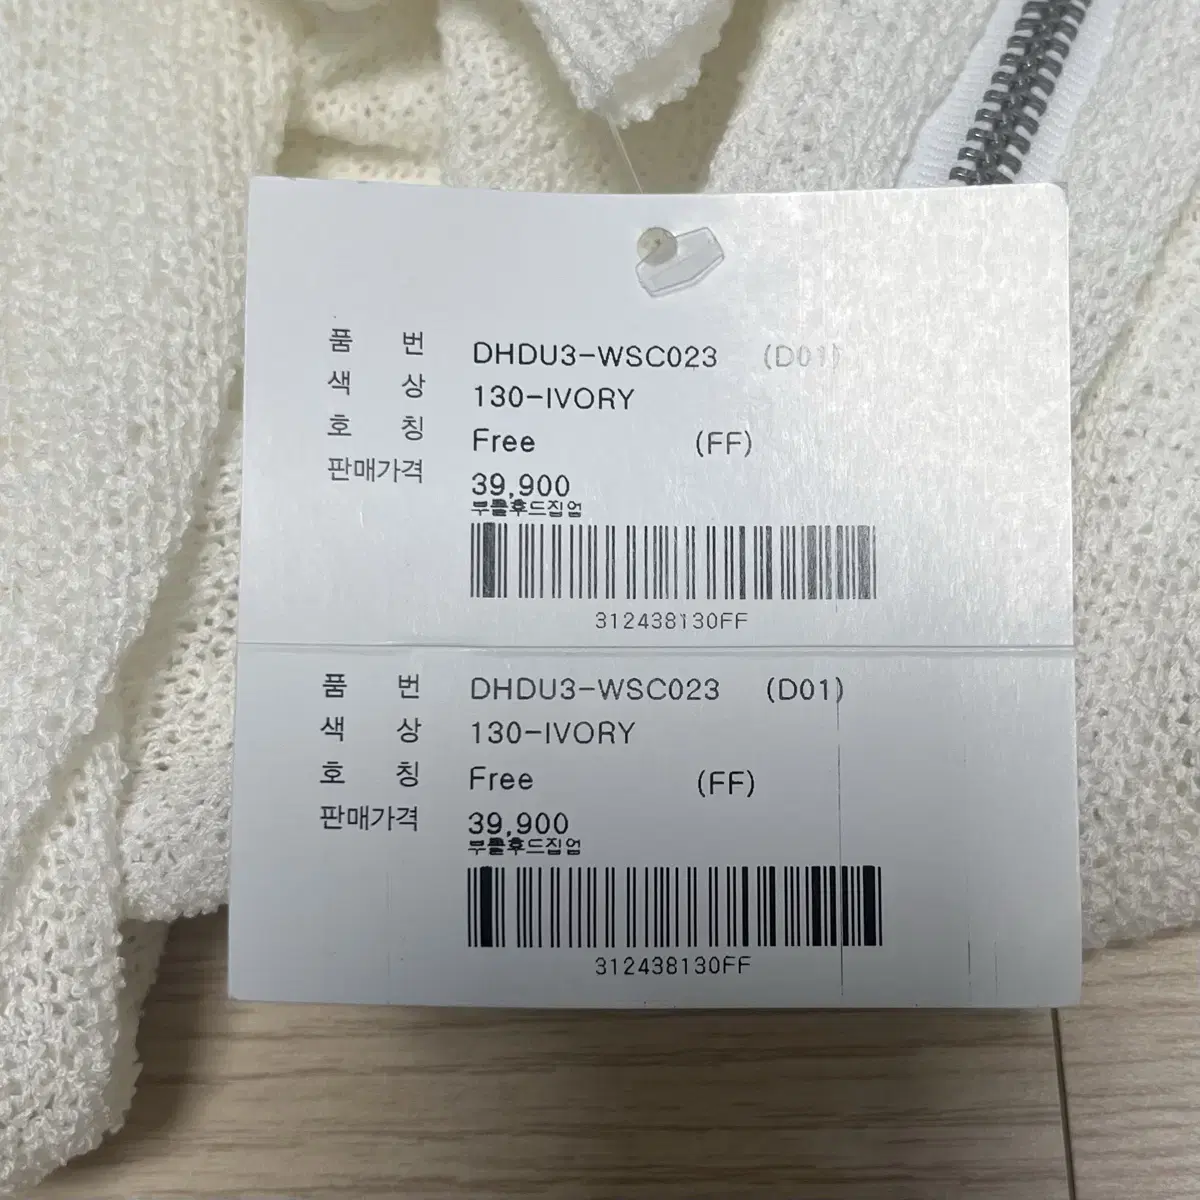 품 번 DHDU3-WSC023 (D01)
색 상 130-IVORY
호 칭 Free (FF)
판매가격 39,900
부클후드집업
312438130FF
품 번 DHDU3-WSC023 (D01)
색 상 130-IVORY
호 칭 Free (FF)
판매가격 39,900
부클후드집업
312438130FF